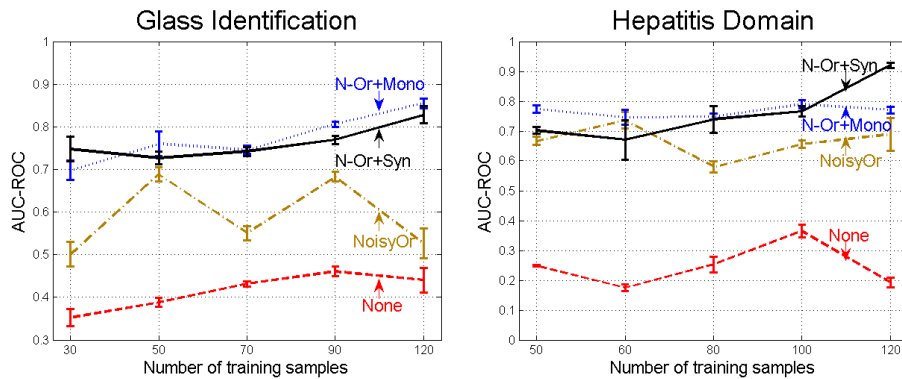 Glass Identification
1
0.9
0.8
0.7
0.6
0.5
0.4
0.3
AUC-ROC
N-Or+Mono
N-Or+Syn
NoisyOr
None
30
50
70
90
120
Number of training samples
Hepatitis Domain
1
0.9
0.8
0.7
0.6
0.5
0.4
0.3
0.2
0.1
0
AUC-ROC
N-Or+Syn
N-Or+Mono
NoisyOr
None
50
60
80
100
120
Number of training samples